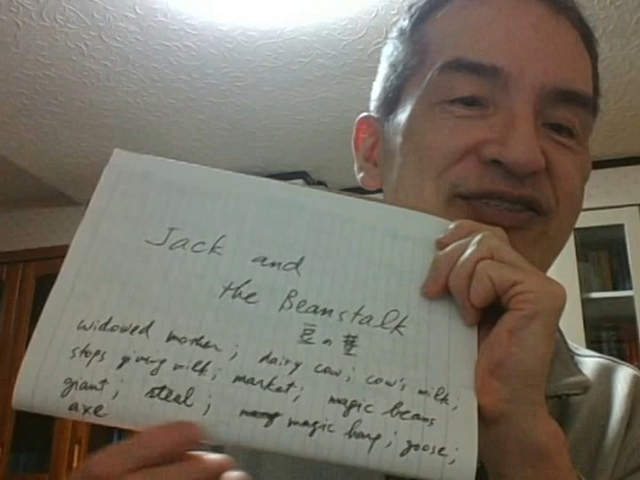 Jack and
the Beanstalk
豆の茎
widowed mother; dairy cow; cow's milk;
stops giving milk; market; magic beans
giant; steal; magic harp; goose;
axe